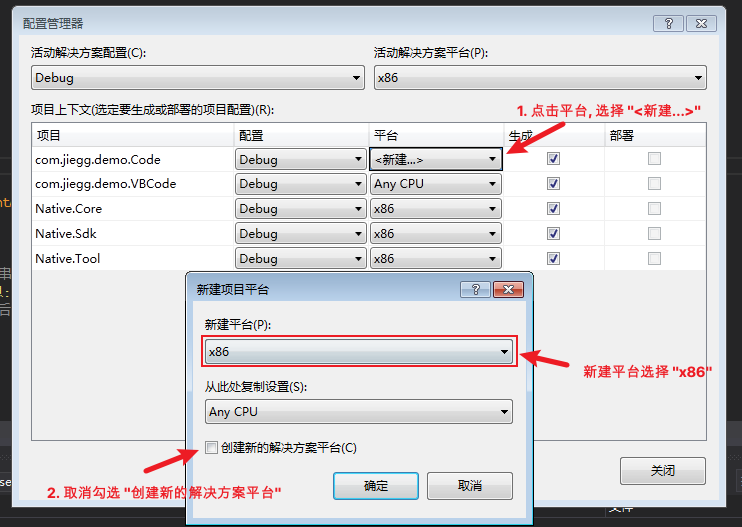 配置管理器
活动解决方案配置(C):
活动解决方案平台(P):
Debug
x86
项目上下文(选定要生成或部署的项目配置)(R):
1. 点击平台, 选择 "<新建...>"
项目 配置 平台 生成 部署
com.jiegg.demo.Code Debug <新建...>
com.jiegg.demo.VBCode Debug Any CPU
Native.Core Debug x86
Native.Sdk Debug x86
Native.Tool Debug x86
新建项目平台
新建平台(P):
x86
新建平台选择 "x86"
从此处复制设置(S):
Any CPU
创建新的解决方案平台(C)
2. 取消勾选 "创建新的解决方案平台"
确定
取消
关闭